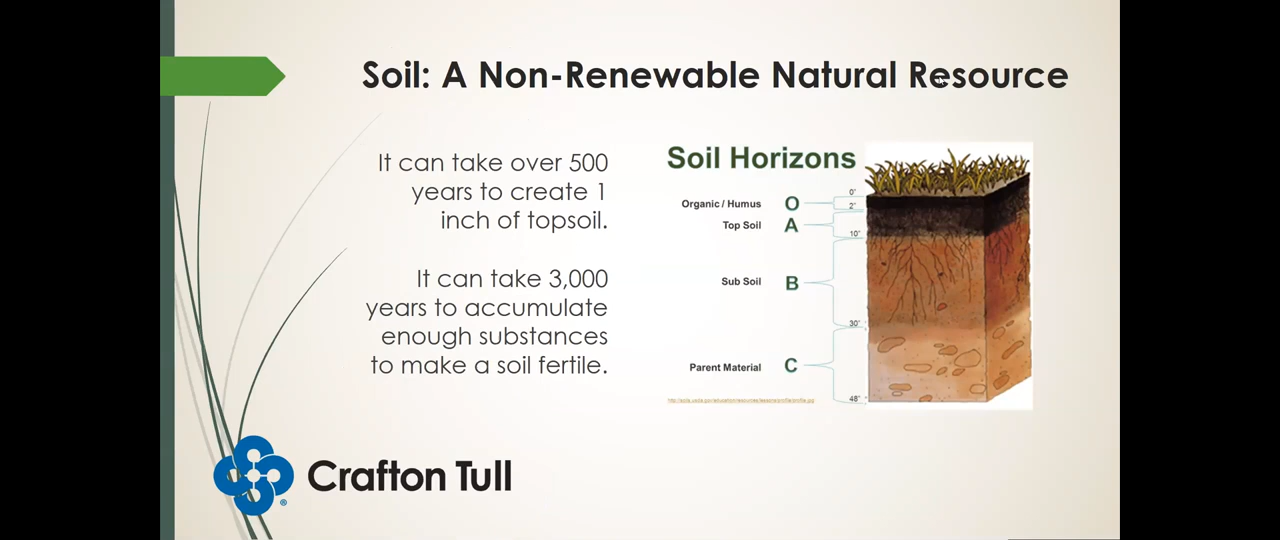 Soil: A Non-Renewable Natural Resource
It can take over 500
years to create 1
inch of topsoil.
It can take 3,000
years to accumulate
enough substances
to make a soil fertile.
Soil Horizons
Organic / Humus O
Top Soil A
Sub Soil B
Parent Material C
0"
2"
10"
30"
48"
Crafton Tull
®